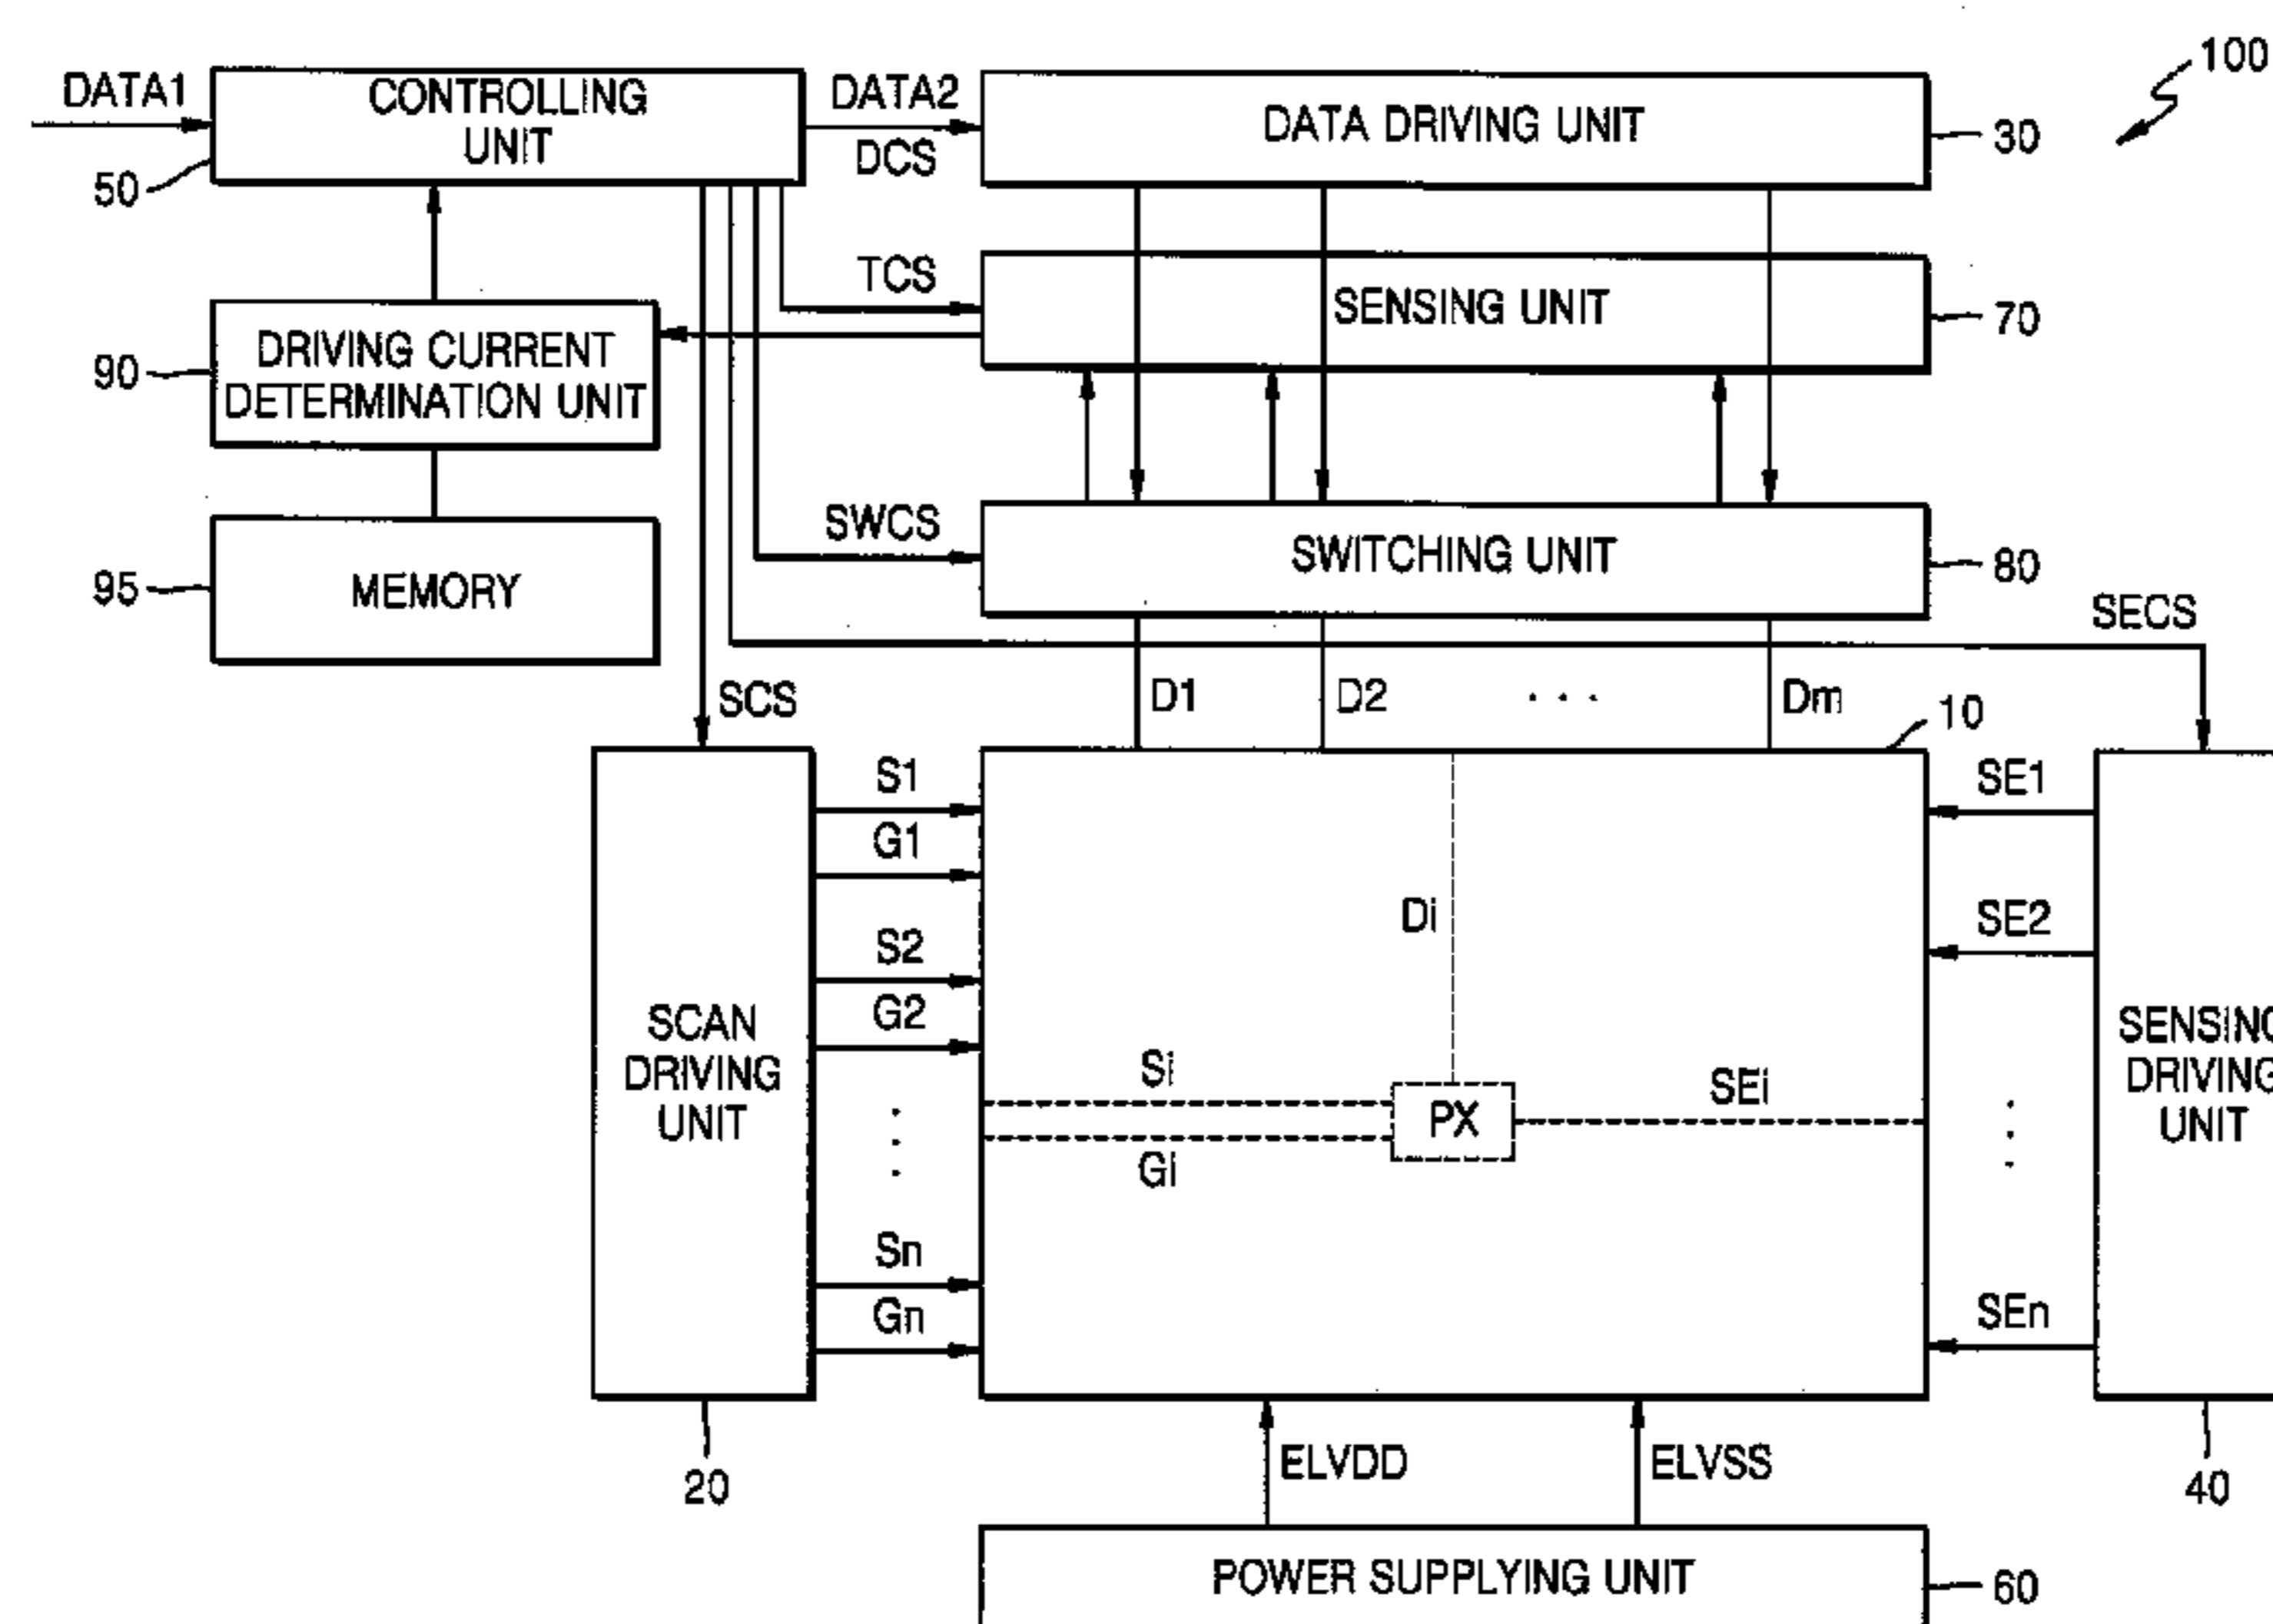 100
DATA1
CONTROLLING
UNIT
50
DATA2
DCS
DATA DRIVING UNIT
30
TCS
SENSING UNIT
70
DRIVING CURRENT
DETERMINATION UNIT
90
SWCS
SWITCHING UNIT
80
MEMORY
95
SECS
SCS
D1
D2
. . .
Dm
10
S1
G1
S2
G2
SCAN
DRIVING
UNIT
Sn
Gn
20
Di
Si
Gi
PX
SEi
SE1
SE2
SEn
SENSING
DRIVING
UNIT
40
ELVDD
ELVSS
POWER SUPPLYING UNIT
60